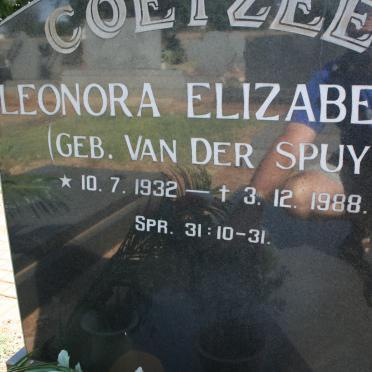 COETZEE
LEONORA ELIZABE
(GEB. VAN DER SPUY
★ 10. 7. 1932 — † 3. 12. 1988.
SPR. 31:10-31.